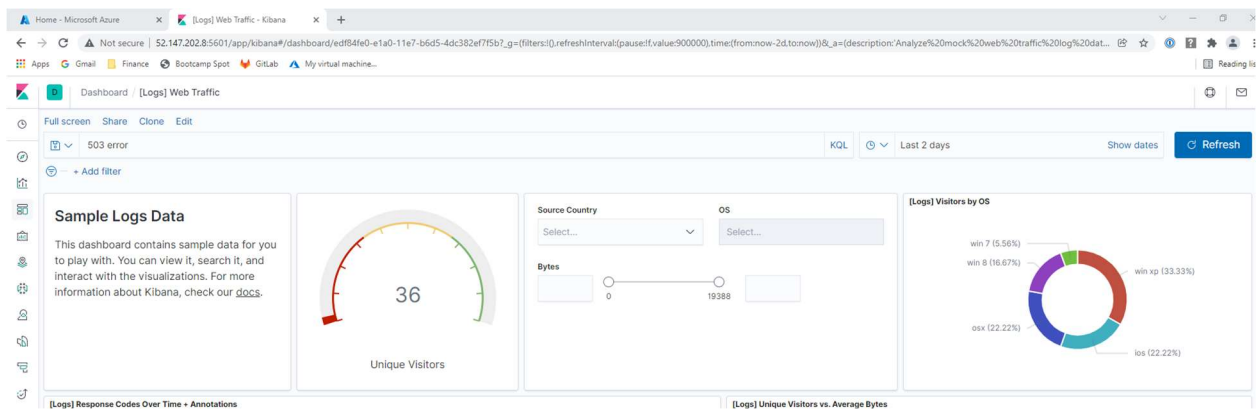 Home - Microsoft Azure
[Logs] Web Traffic - Kibana
Not secure | 52.147.202.8:5601/app/kibana#/dashboard/edf84fe0-e1a0-11e7-b6d5-4dc382ef7f5b?_g=(filters:!(),refreshInterval:(pause:!f,value:900000),time:(from:now-2d,to:now))&_a=(description:'Analyze%20mock%20web%20traffic%20log%20dat...
Apps Gmail Finance Bootcamp Spot GitLab My virtual machine...
Reading lis
D Dashboard / [Logs] Web Traffic
Full screen Share Clone Edit
503 error KQL Last 2 days Show dates Refresh
+ Add filter
Sample Logs Data
This dashboard contains sample data for you
to play with. You can view it, search it, and
interact with the visualizations. For more
information about Kibana, check our docs.
36
Unique Visitors
Source Country OS
Select... Select...
Bytes
0 19388
[Logs] Visitors by OS
win 7 (5.56%)
win 8 (16.67%)
win xp (33.33%)
osx (22.22%)
ios (22.22%)
[Logs] Response Codes Over Time + Annotations
[Logs] Unique Visitors vs. Average Bytes